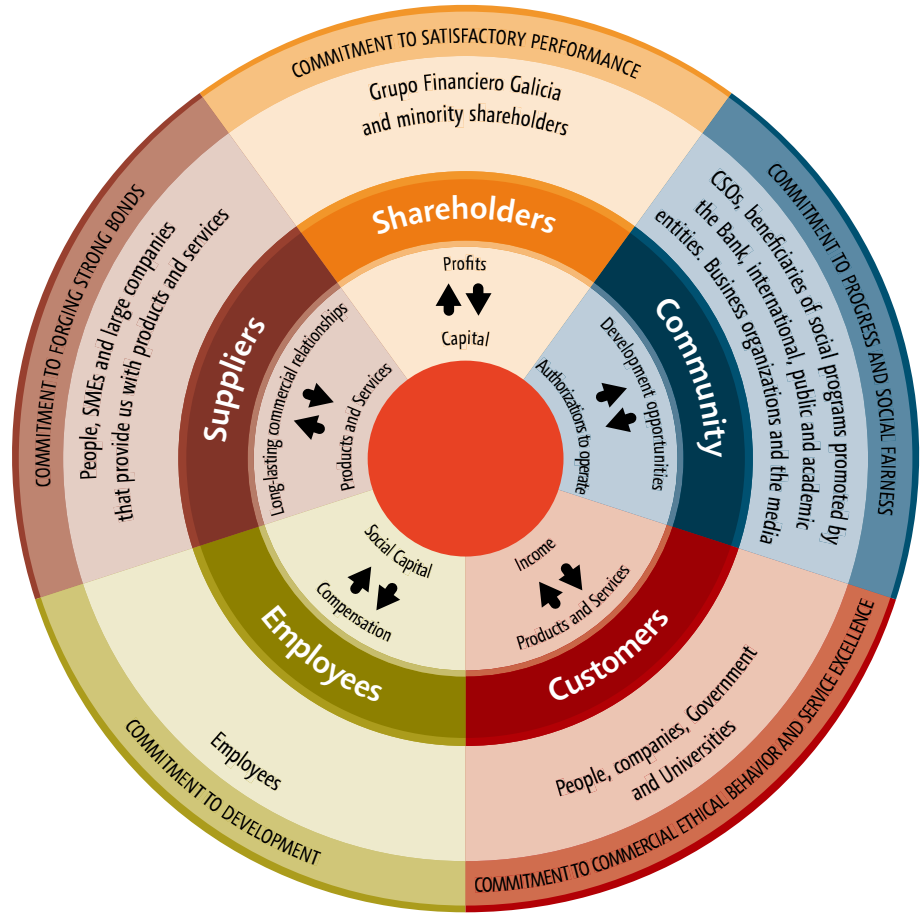 COMMITMENT TO SATISFACTORY PERFORMANCE
Grupo Financiero Galicia
and minority shareholders
Shareholders
Profits
Capital
COMMITMENT TO PROGRESS AND SOCIAL FAIRNESS
CSOs, beneficiaries of social programs promoted by
the Bank, international, public and academic
entities. Business organizations and the media
Community
Development opportunities
Authorizations to operate
COMMITMENT TO COMMERCIAL ETHICAL BEHAVIOR AND SERVICE EXCELLENCE
People, companies, Government
and Universities
Customers
Products and Services
Income
COMMITMENT TO DEVELOPMENT
Employees
Employees
Compensation
Social Capital
COMMITMENT TO FORGING STRONG BONDS
People, SMEs and large companies
that provide us with products and services
Suppliers
Long-lasting commercial relationships
Products and Services